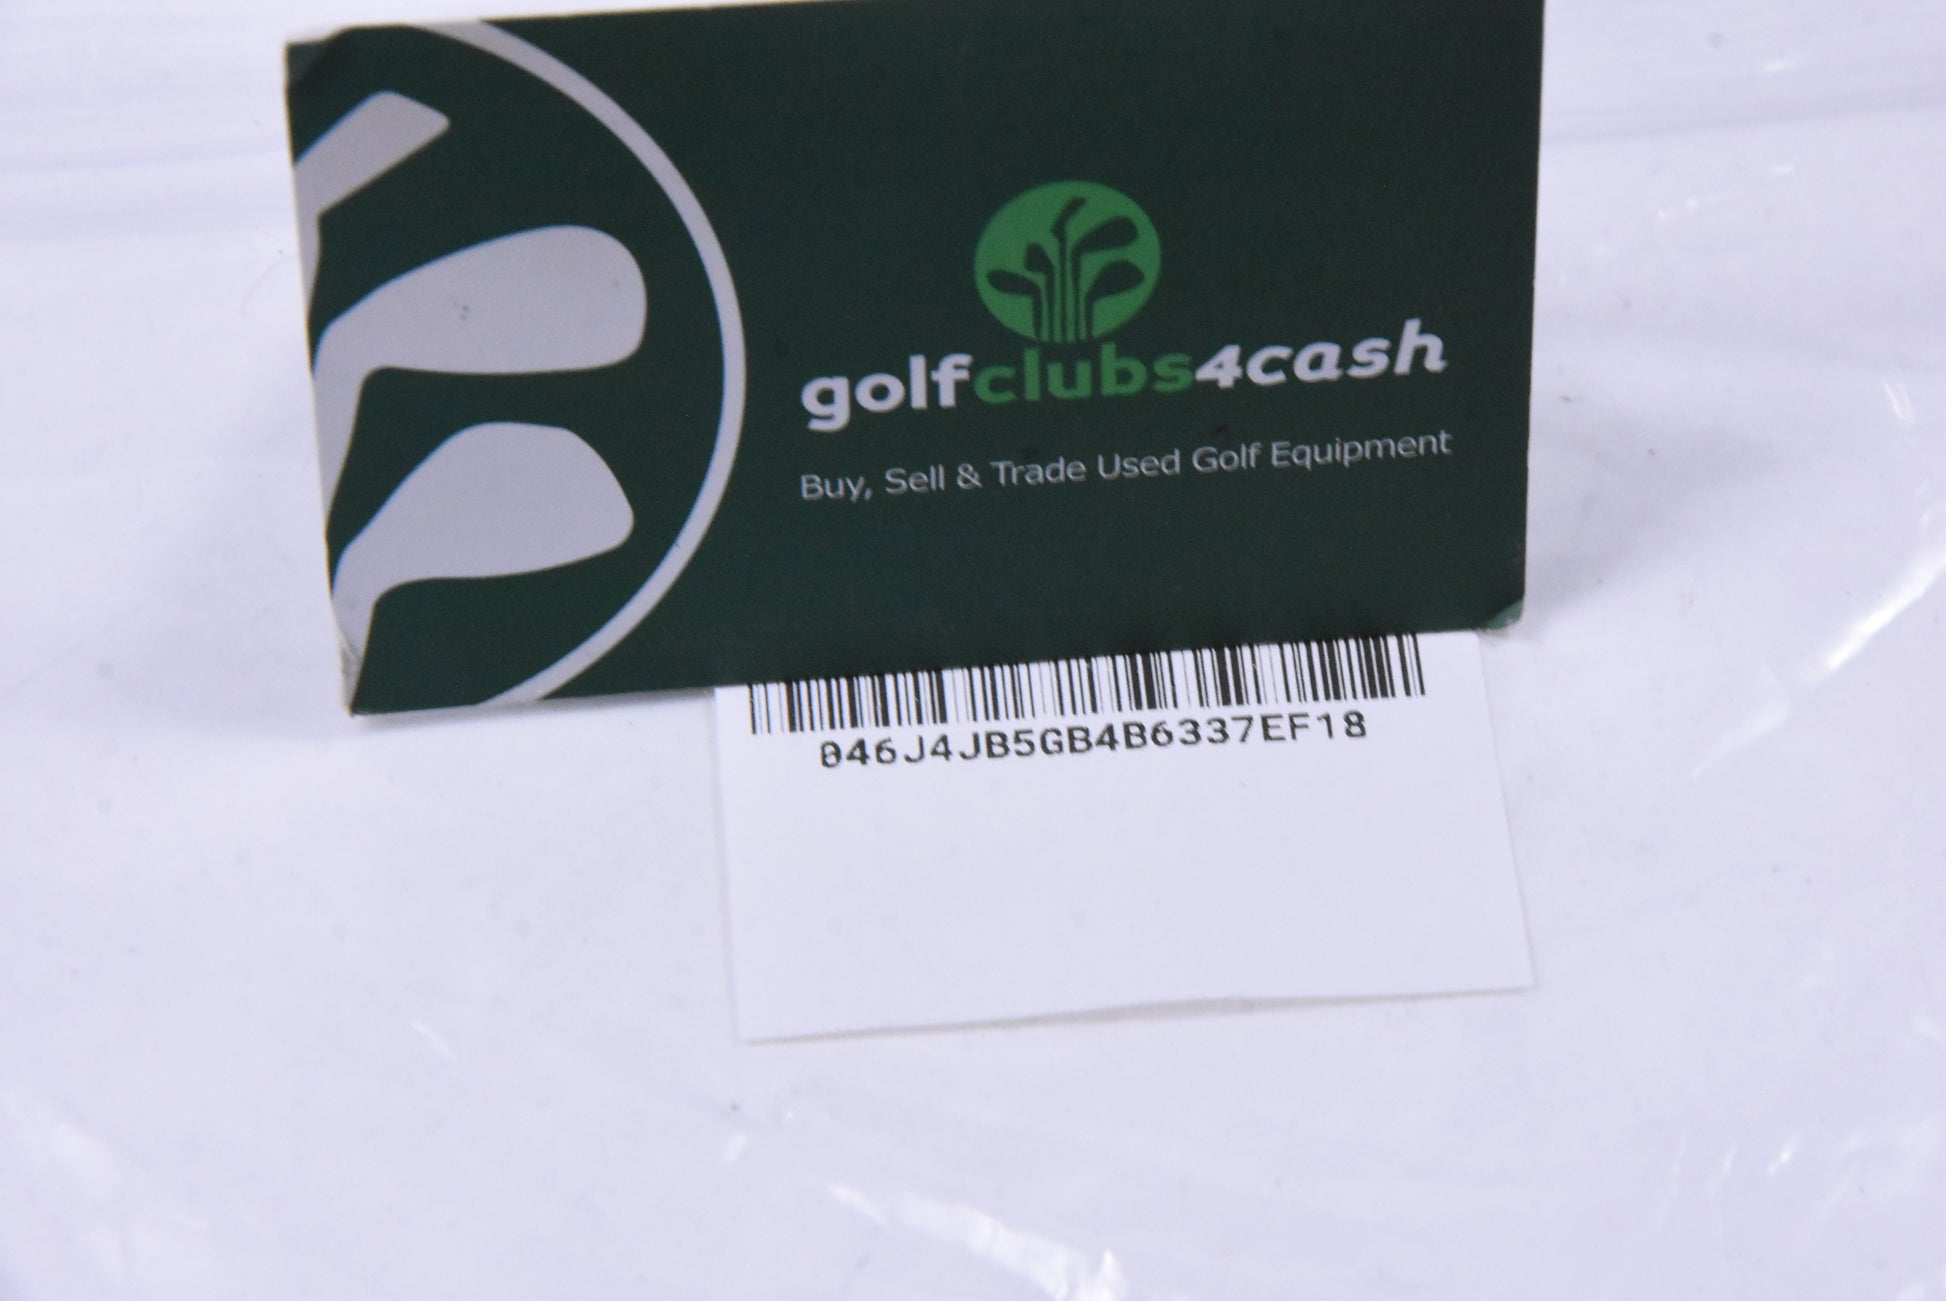 golfclubs4cash
Buy, Sell & Trade Used Golf Equipment
046J4JB5GB4B6337EF18